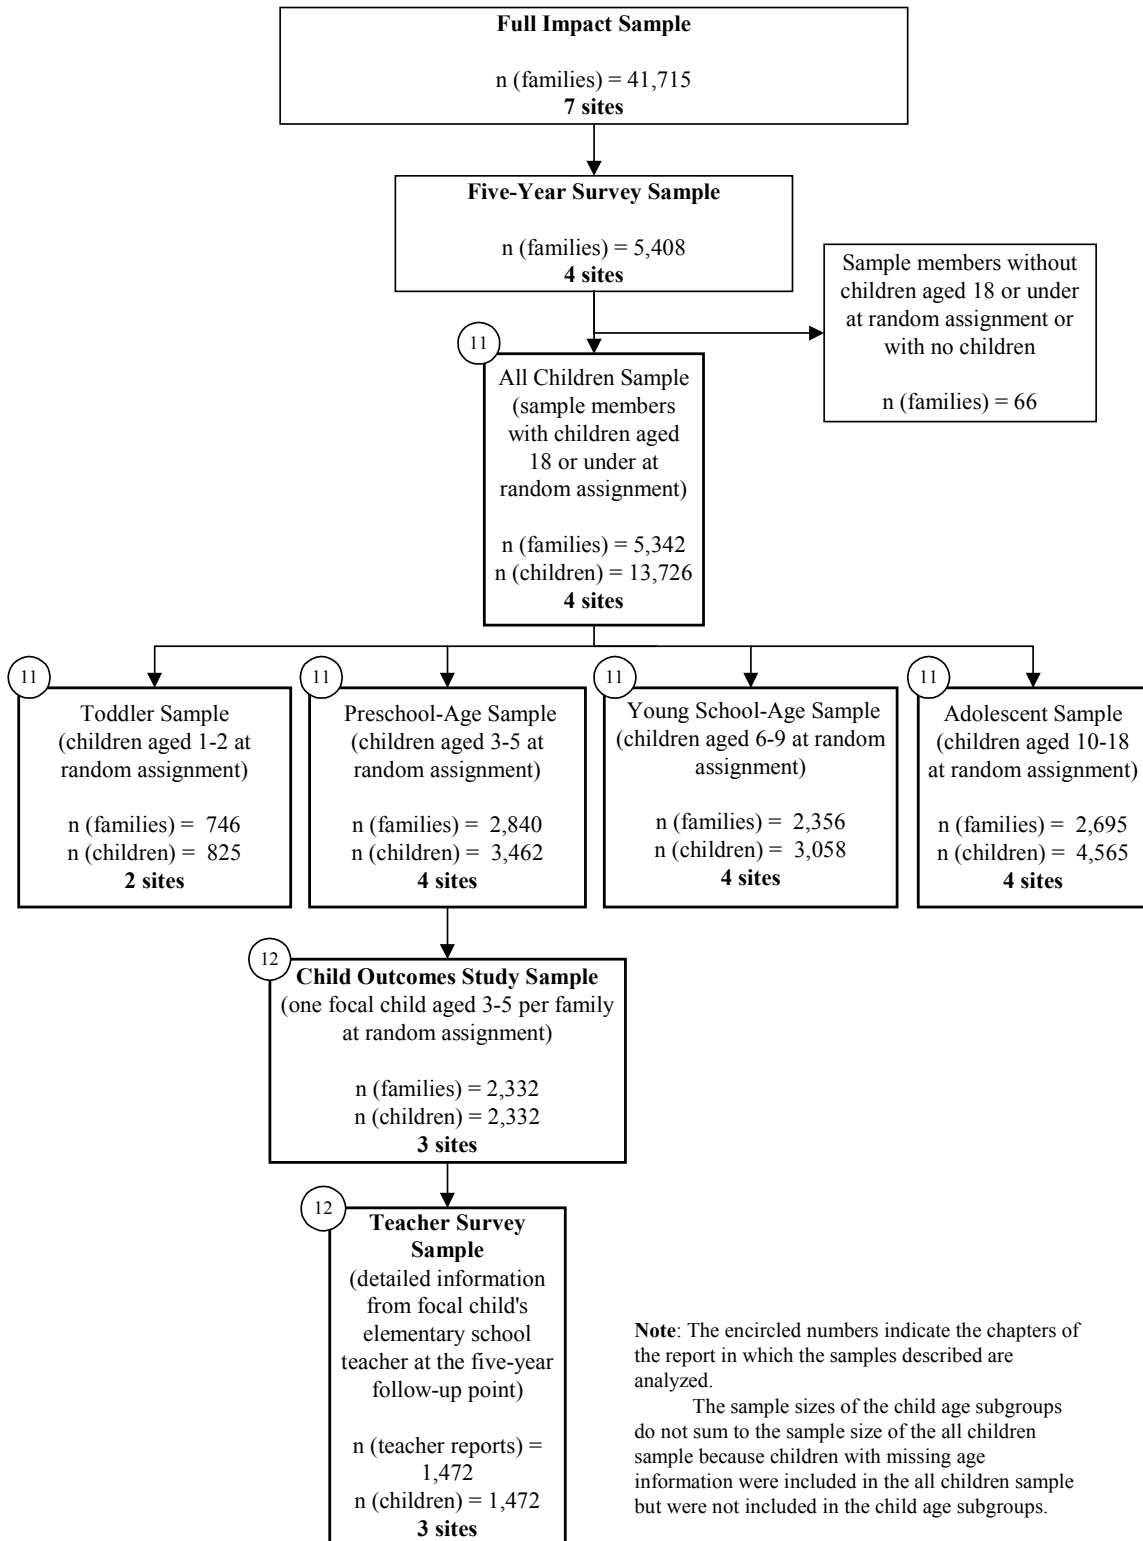 Full Impact Sample
n (families) = 41,715
7 sites
Five-Year Survey Sample
n (families) = 5,408
4 sites
Sample members without
children aged 18 or under
at random assignment or
with no children
n (families) = 66
11
All Children Sample
(sample members
with children aged
18 or under at
random assignment)
n (families) = 5,342
n (children) = 13,726
4 sites
11
Toddler Sample
(children aged 1-2 at
random assignment)
n (families) =  746
n (children) = 825
2 sites
11
Preschool-Age Sample
(children aged 3-5 at
random assignment)
n (families) = 2,840
n (children) = 3,462
4 sites
11
Young School-Age Sample
(children aged 6-9 at random
assignment)
n (families) = 2,356
n (children) = 3,058
4 sites
11
Adolescent Sample
(children aged 10-18
at random assignment)
n (families) = 2,695
n (children) = 4,565
4 sites
12
Child Outcomes Study Sample
(one focal child aged 3-5 per family
at random assignment)
n (families) = 2,332
n (children) = 2,332
3 sites
12
Teacher Survey
Sample
(detailed information
from focal child's
elementary school
teacher at the five-year
follow-up point)
n (teacher reports) =
1,472
n (children) = 1,472
3 sites
Note: The encircled numbers indicate the chapters of
the report in which the samples described are
analyzed.
The sample sizes of the child age subgroups
do not sum to the sample size of the all children
sample because children with missing age
information were included in the all children sample
but were not included in the child age subgroups.